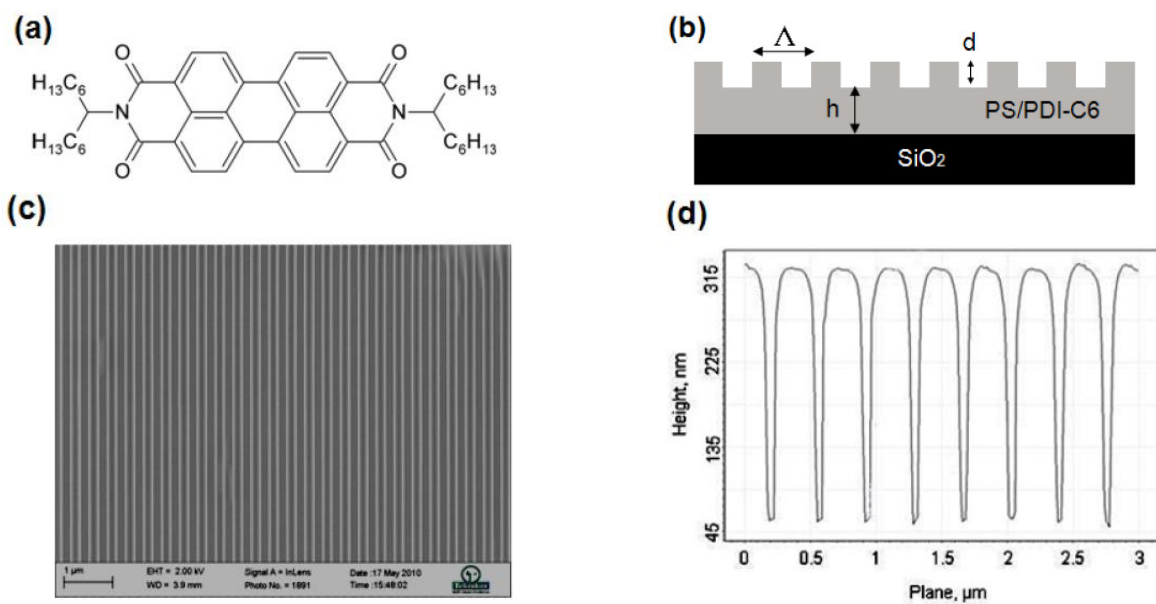 (a)
O
O
H₁₃C₆
C₆H₁₃
N
N
H₁₃C₆
C₆H₁₃
O
O
(b)
Λ
d
h
PS/PDI-C6
SiO₂
(c)
1 µm
EHT = 2.00 kV
WD = 3.9 mm
Signal A = InLens
Photo No. = 1891
Date :17 May 2010
Time :15:48:02
Tekniker
(d)
Height, nm
315
225
135
45
0
0.5
1
1.5
2
2.5
3
Plane, µm